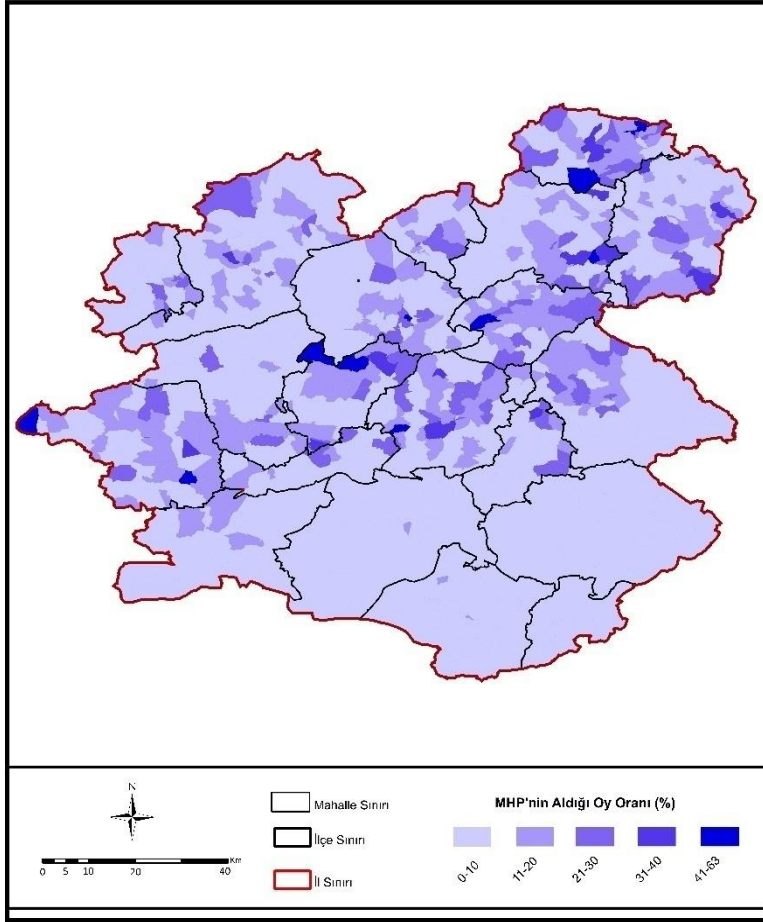 N
Km
0 5 10 20 40
Mahalle Sınırı
İlçe Sınırı
İl Sınırı
MHP'nin Aldığı Oy Oranı (%)
0-10 11-20 21-30 31-40 41-63